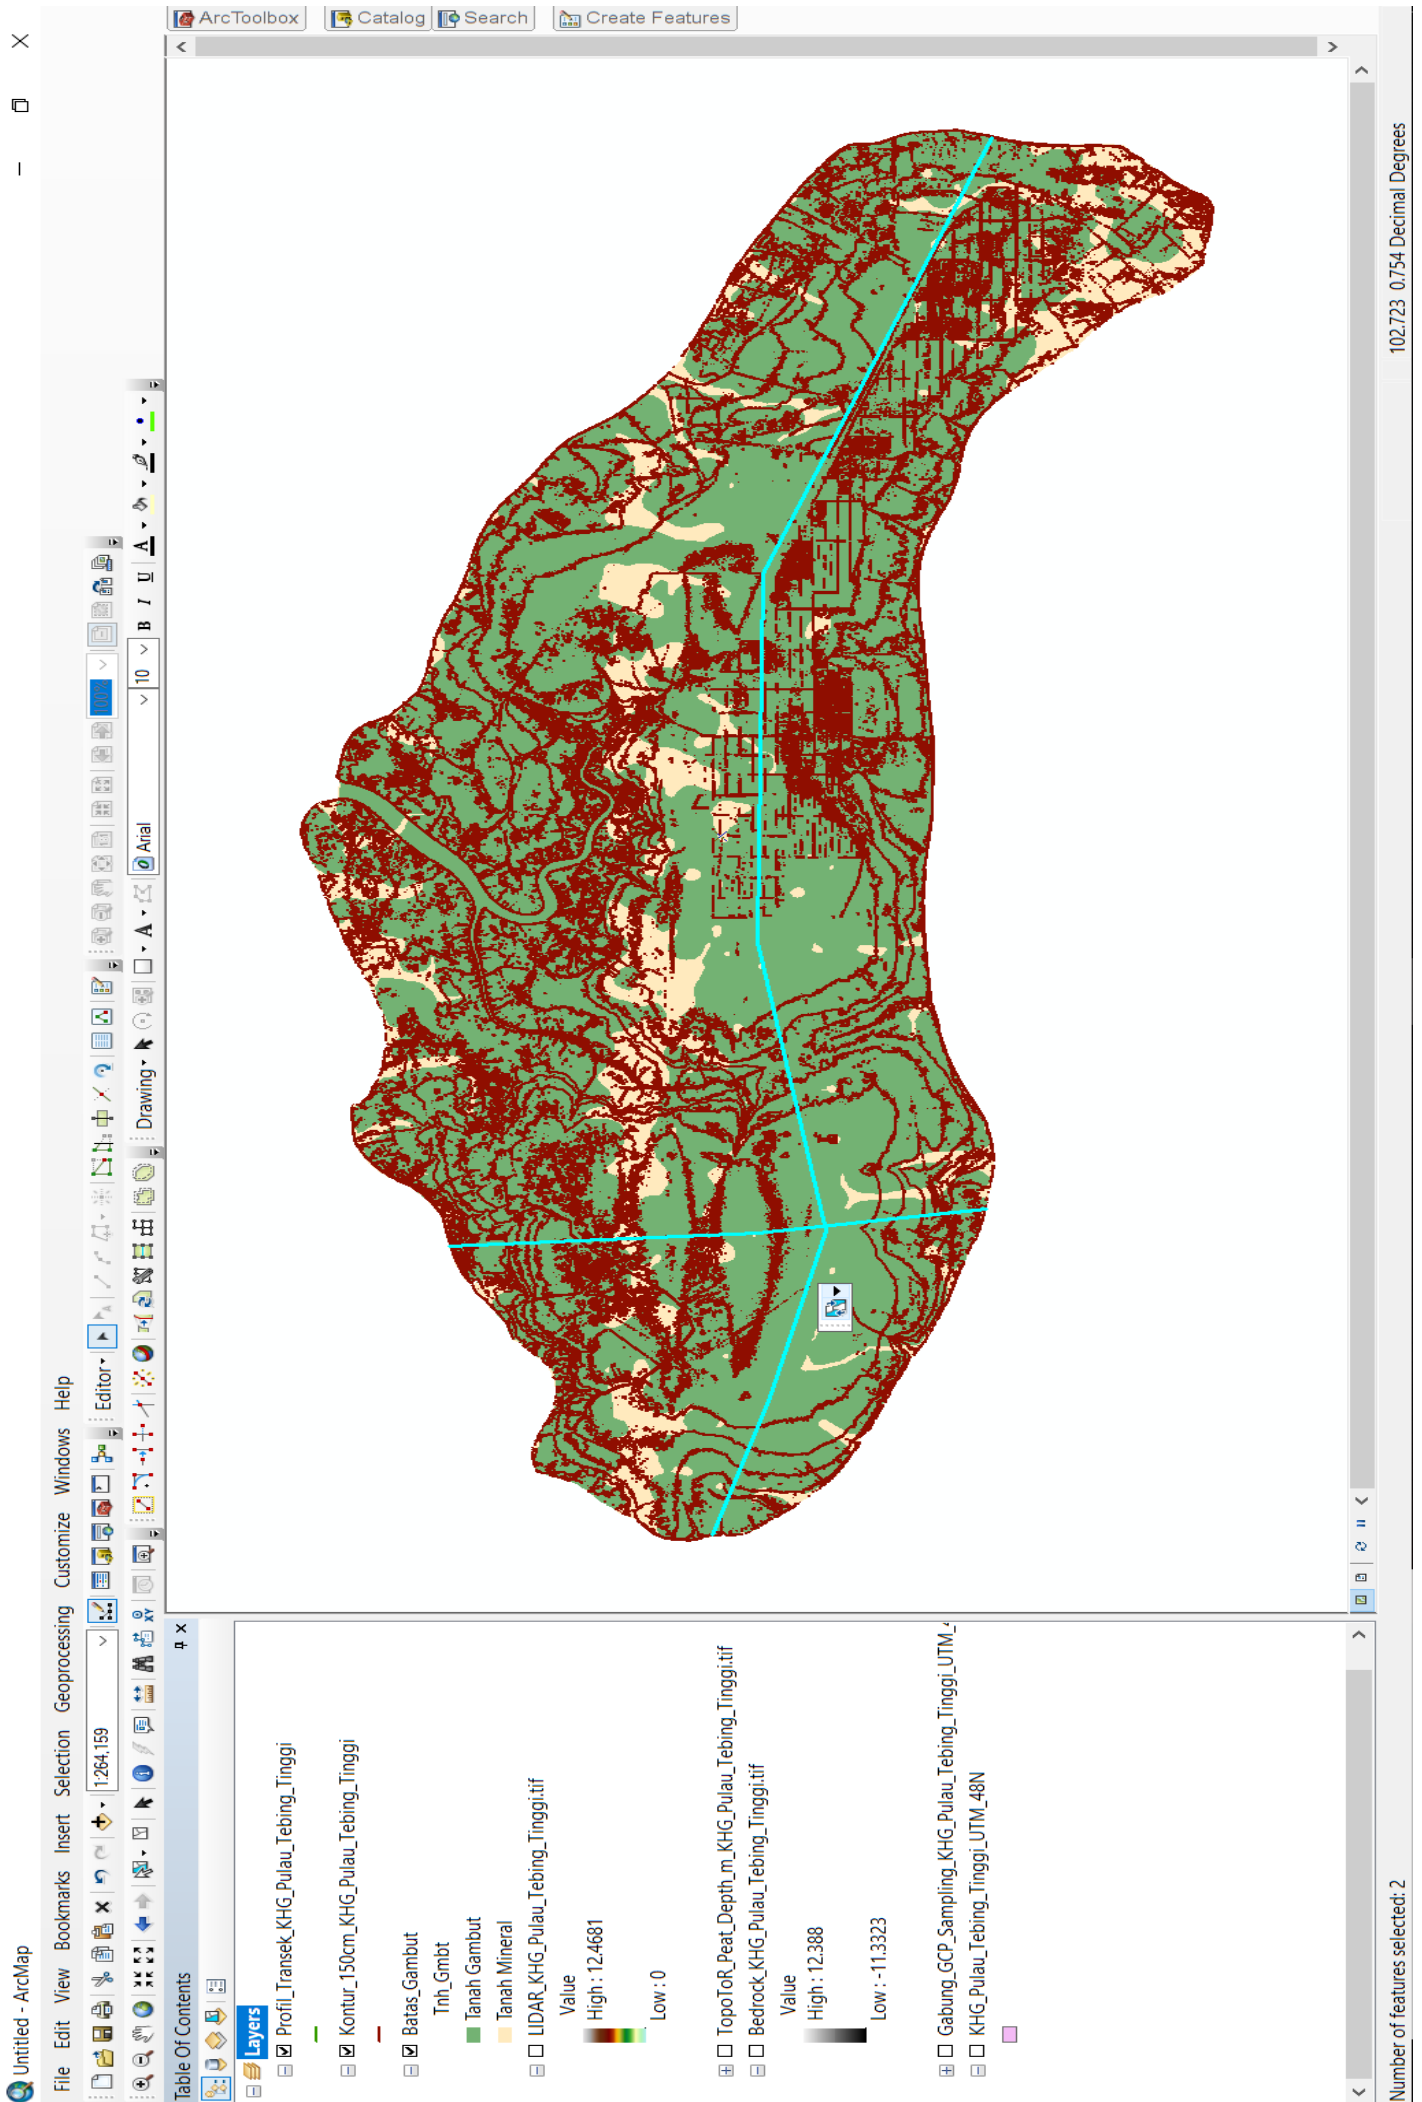 Untitled - ArcMap
File Edit View Bookmarks Insert Selection Geoprocessing Customize Windows Help
1:264,159
Editor
100%
XY
Drawing
A
Arial
10
B I U
A
Table Of Contents
Layers
Profil_Transek_KHG_Pulau_Tebing_Tinggi
Kontur_150cm_KHG_Pulau_Tebing_Tinggi
Batas_Gambut
Tnh_Gmbt
Tanah Gambut
Tanah Mineral
LIDAR_KHG_Pulau_Tebing_Tinggi.tif
Value
High : 12.4681
Low : 0
TopoToR_Peat_Depth_m_KHG_Pulau_Tebing_Tinggi.tif
Bedrock_KHG_Pulau_Tebing_Tinggi.tif
Value
High : 12.388
Low : -11.3323
Gabung_GCP_Sampling_KHG_Pulau_Tebing_Tinggi_UTM_
KHG_Pulau_Tebing_Tinggi_UTM_48N
ArcToolbox
Catalog
Search
Create Features
Number of features selected: 2
102.723 0.754 Decimal Degrees